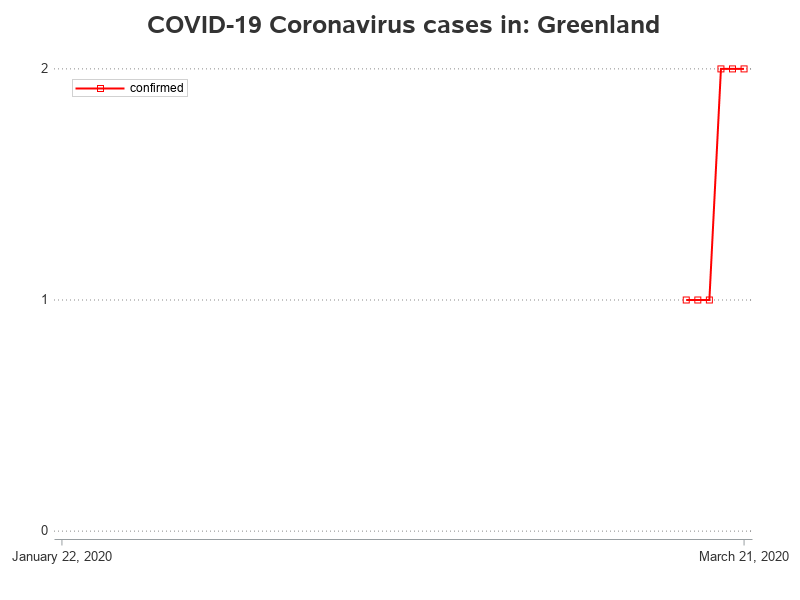 COVID-19 Coronavirus cases in: Greenland
2
confirmed
1
0
January 22, 2020
March 21, 2020